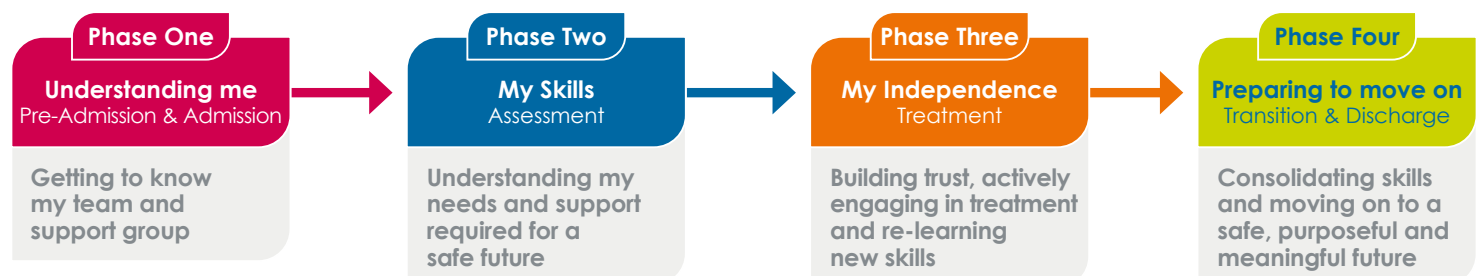 Phase One
Understanding me
Pre-Admission & Admission
Getting to know
my team and
support group
Phase Two
My Skills
Assessment
Understanding my
needs and support
required for a
safe future
Phase Three
My Independence
Treatment
Building trust, actively
engaging in treatment
and re-learning
new skills
Phase Four
Preparing to move on
Transition & Discharge
Consolidating skills
and moving on to a
safe, purposeful and
meaningful future